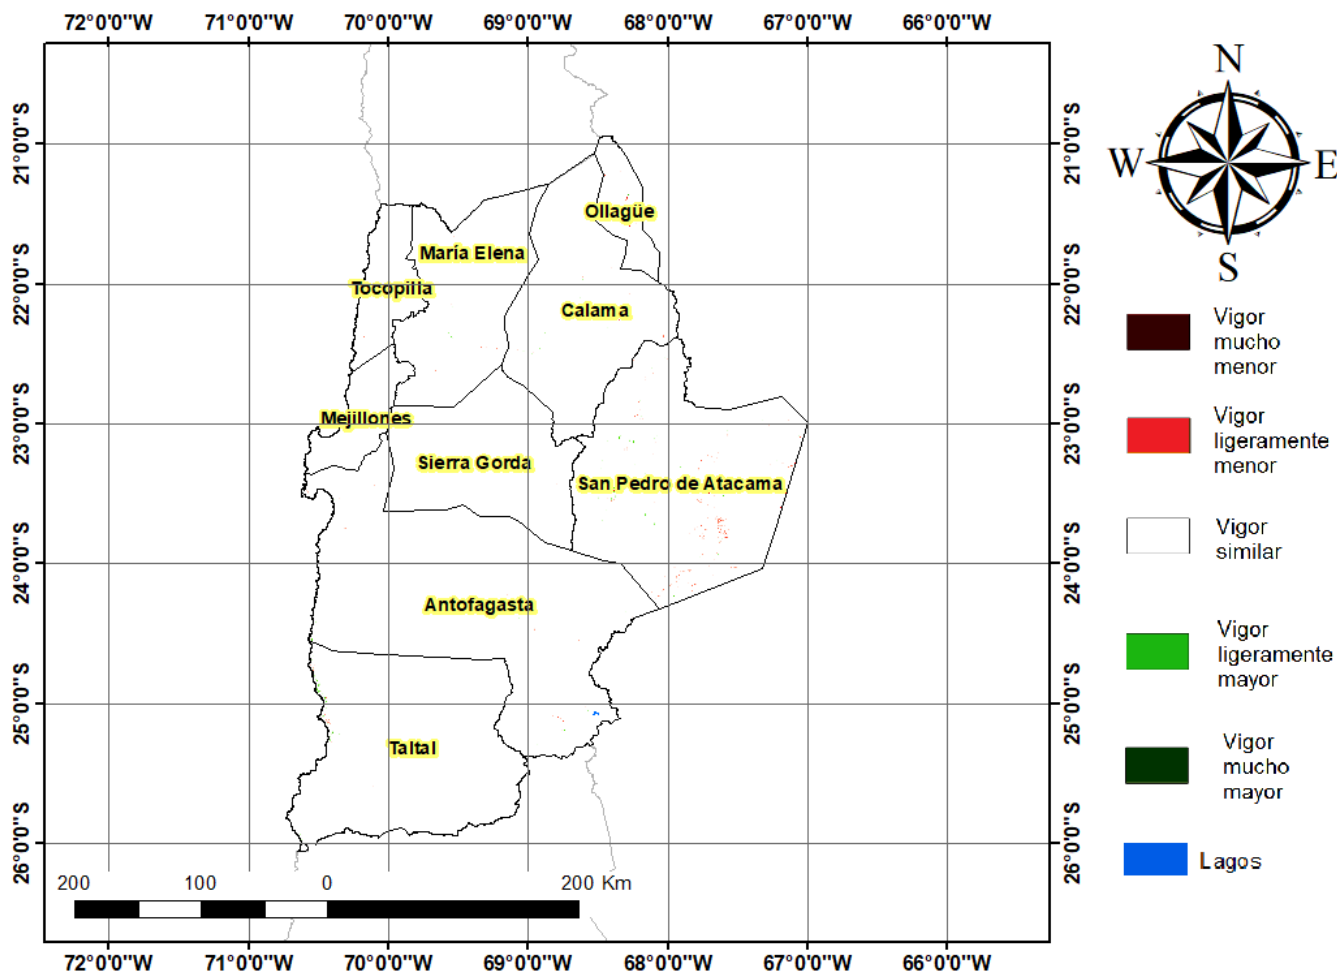 72°0'0"W 71°0'0"W 70°0'0"W 69°0'0"W 68°0'0"W 67°0'0"W 66°0'0"W
N
W E
S
21°0'0"S 21°0'0"S
22°0'0"S 22°0'0"S
23°0'0"S 23°0'0"S
24°0'0"S 24°0'0"S
25°0'0"S 25°0'0"S
26°0'0"S 26°0'0"S
Ollagüe
María Elena
Tocopilla
Calama
Mejillones
Sierra Gorda
San Pedro de Atacama
Antofagasta
Taltal
200 100 0 200 Km
72°0'0"W 71°0'0"W 70°0'0"W 69°0'0"W 68°0'0"W 67°0'0"W 66°0'0"W
Vigor
mucho
menor
Vigor
ligeramente
menor
Vigor
similar
Vigor
ligeramente
mayor
Vigor
mucho
mayor
Lagos